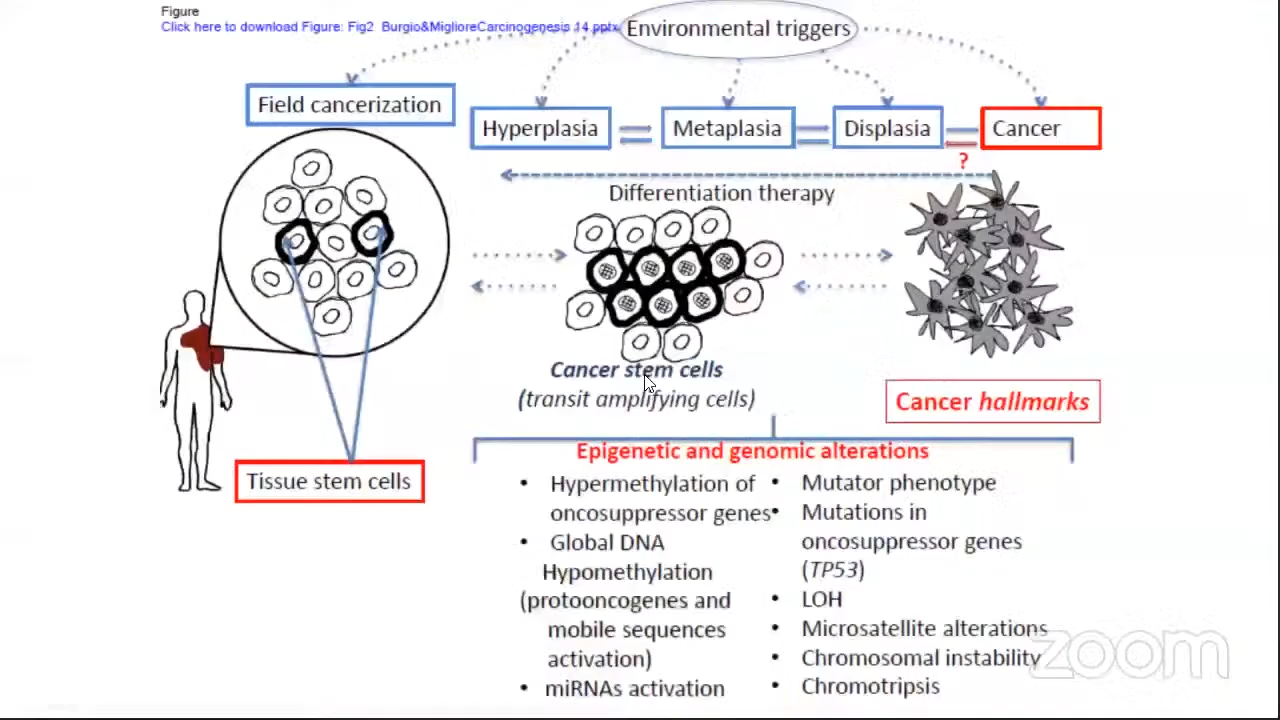 Figure
Click here to download Figure: Fig2 Burgio&MiglioreCarcinogenesis 14.pptx
Environmental triggers
Field cancerization
Hyperplasia
Metaplasia
Displasia
Cancer
?
Differentiation therapy
Cancer stem cells
(transit amplifying cells)
Cancer hallmarks
Tissue stem cells
Epigenetic and genomic alterations
• Hypermethylation of
oncosuppressor genes
• Global DNA
Hypomethylation
(protooncogenes and
mobile sequences
activation)
• miRNAs activation
• Mutator phenotype
• Mutations in
oncosuppressor genes
(TP53)
• LOH
• Microsatellite alterations
• Chromosomal instability
• Chromotripsis
zoom